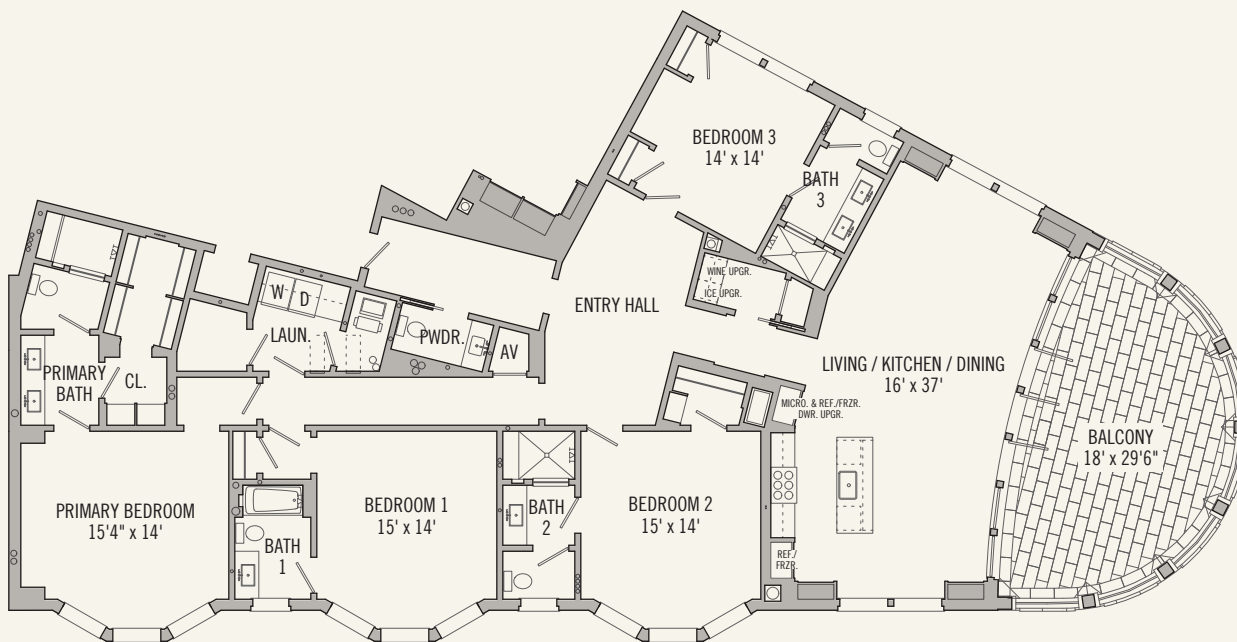 BEDROOM 3
14' x 14'
BATH
3
WINE UPGR.
ICE UPGR.
ENTRY HALL
W D
LAUN.
PWDR.
AV
PRIMARY
BATH
CL.
LIVING / KITCHEN / DINING
16' x 37'
MICRO. & REF./FRZR.
DWR. UPGR.
BALCONY
18' x 29'6"
PRIMARY BEDROOM
15'4" x 14'
BEDROOM 1
15' x 14'
BATH
2
BEDROOM 2
15' x 14'
BATH
1
REF./
FRZR.